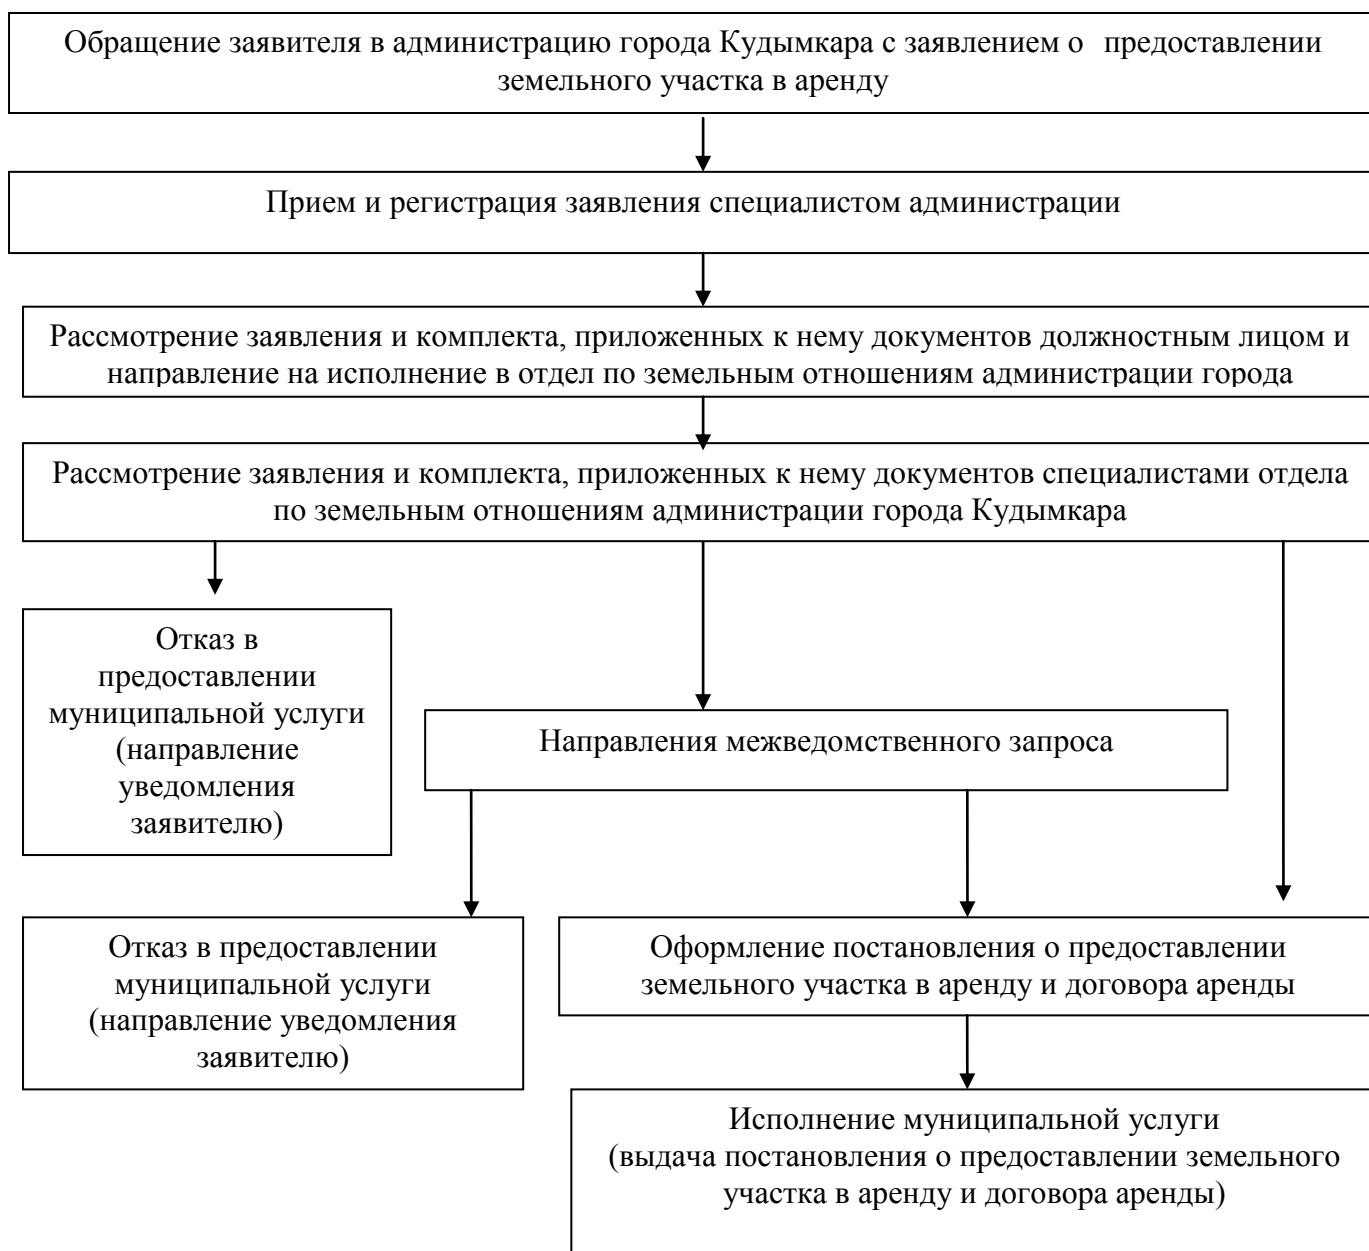 Обращение заявителя в администрацию города Кудымкара с заявлением о предоставлении
земельного участка в аренду
Прием и регистрация заявления специалистом администрации
Рассмотрение заявления и комплекта, приложенных к нему документов должностным лицом и
направление на исполнение в отдел по земельным отношениям администрации города
Рассмотрение заявления и комплекта, приложенных к нему документов специалистами отдела
по земельным отношениям администрации города Кудымкара
Отказ в
предоставлении
муниципальной услуги
(направление
уведомления
заявителю)
Направления межведомственного запроса
Отказ в предоставлении
муниципальной услуги
(направление уведомления
заявителю)
Оформление постановления о предоставлении
земельного участка в аренду и договора аренды
Исполнение муниципальной услуги
(выдача постановления о предоставлении земельного
участка в аренду и договора аренды)